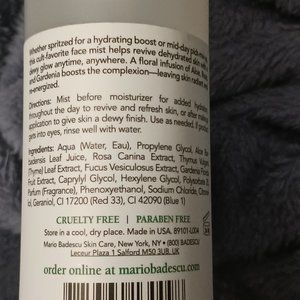 Whether spritzed for a hydrating boost or mid-day pick-me
this cult-favorite face mist helps revive dehydrated skin with
dewy glow anytime, anywhere. A floral infusion of Aloe, Rose,
and Gardenia boosts the complexion—leaving skin radiant and
re-energized.
Directions: Mist before moisturizer for added hydration
throughout the day to revive and refresh skin, or after makeup
application to give skin a dewy finish. Use as needed. If product
gets into eyes, rinse well with water.
Ingredients: Aqua (Water, Eau), Propylene Glycol, Aloe
badensis Leaf Juice, Rosa Canina Extract, Thymus Vulgaris
(Thyme) Leaf Extract, Fucus Vesiculosus Extract, Gardenia Florida
Fruit Extract, Caprylyl Glycol, Hexylene Glycol, Polysorbate
Parfum (Fragrance), Phenoxyethanol, Sodium Chloride,
Geraniol, CI 17200 (Red 33), CI 42090 (Blue 1)
CRUELTY FREE | PARABEN FREE
Store in a cool, dry place. Made in USA. 89101-L004
Mario Badescu Skin Care, New York, NY • (800) BADESCU
Leceur Plaza 1 Salford M50 3UB, UK
order online at mariobadescu.com